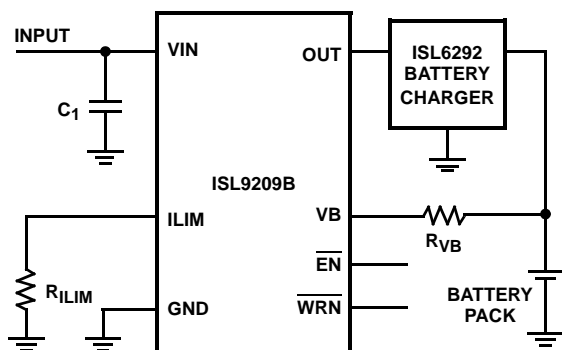 INPUT
VIN
OUT
ISL6292
BATTERY
CHARGER
C1
ISL9209B
ILIM
VB
RVB
EN
RILIM
GND
WRN
BATTERY
PACK